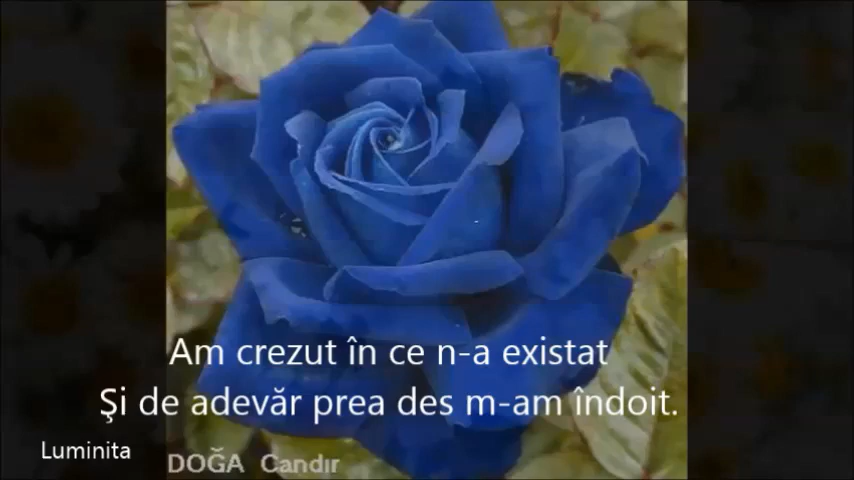 Am crezut în ce n-a existat
Şi de adevăr prea des m-am îndoit.
Luminita
DOĞA Candır